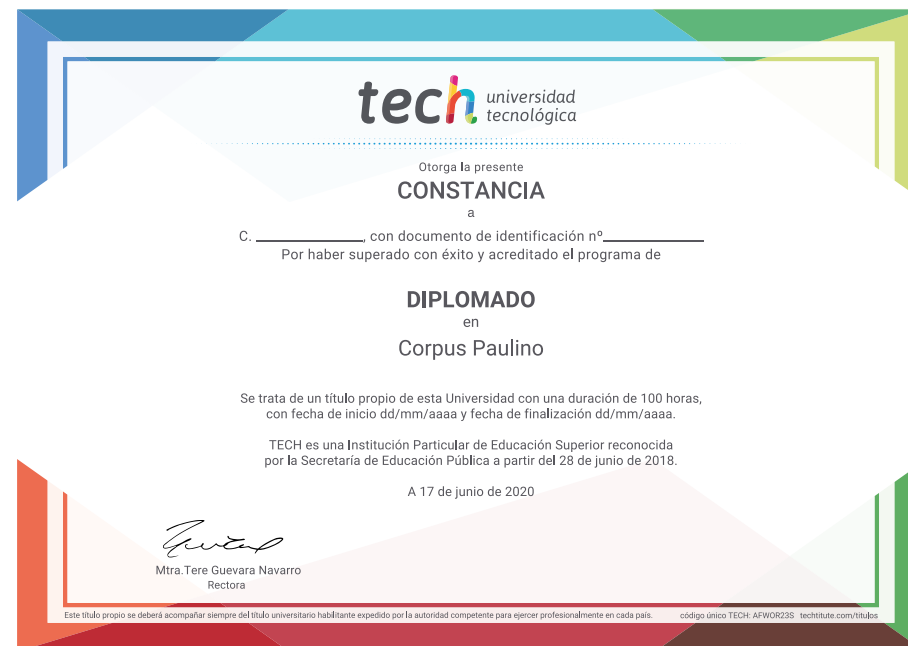 tech universidad
tecnológica
Otorga la presente
CONSTANCIA
a
C. ______________, con documento de identificación nº_____________
Por haber superado con éxito y acreditado el programa de
DIPLOMADO
en
Corpus Paulino
Se trata de un título propio de esta Universidad con una duración de 100 horas,
con fecha de inicio dd/mm/aaaa y fecha de finalización dd/mm/aaaa.
TECH es una Institución Particular de Educación Superior reconocida
por la Secretaría de Educación Pública a partir del 28 de junio de 2018.
A 17 de junio de 2020
Mtra.Tere Guevara Navarro
Rectora
Este título propio se deberá acompañar siempre del título universitario habilitante expedido por la autoridad competente para ejercer profesionalmente en cada país. código único TECH: AFWOR23S techtitute.com/titulos